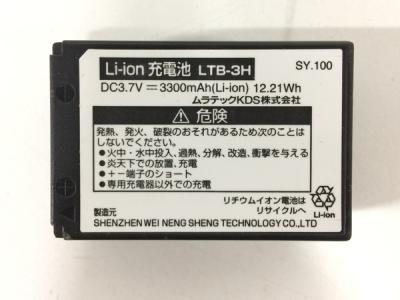 Li-ion 充電池 LTB-3H SY.100
DC3.7V ⎓ 3300mAh(Li-ion) 12.21Wh
ムラテックKDS株式会社
⚠ 危険
発熱、発火、破裂のおそれがあるため次のことは
しないでください。
●火中・水中投入、過熱、分解、改造、衝撃を与える
●炎天下での放置、充電
●+−端子のショート
●専用充電器以外での充電
リチウムイオン電池は
リサイクルへ
Li-ion
製造元
SHENZHEN WEI NENG SHENG TECHNOLOGY CO.,LTD.